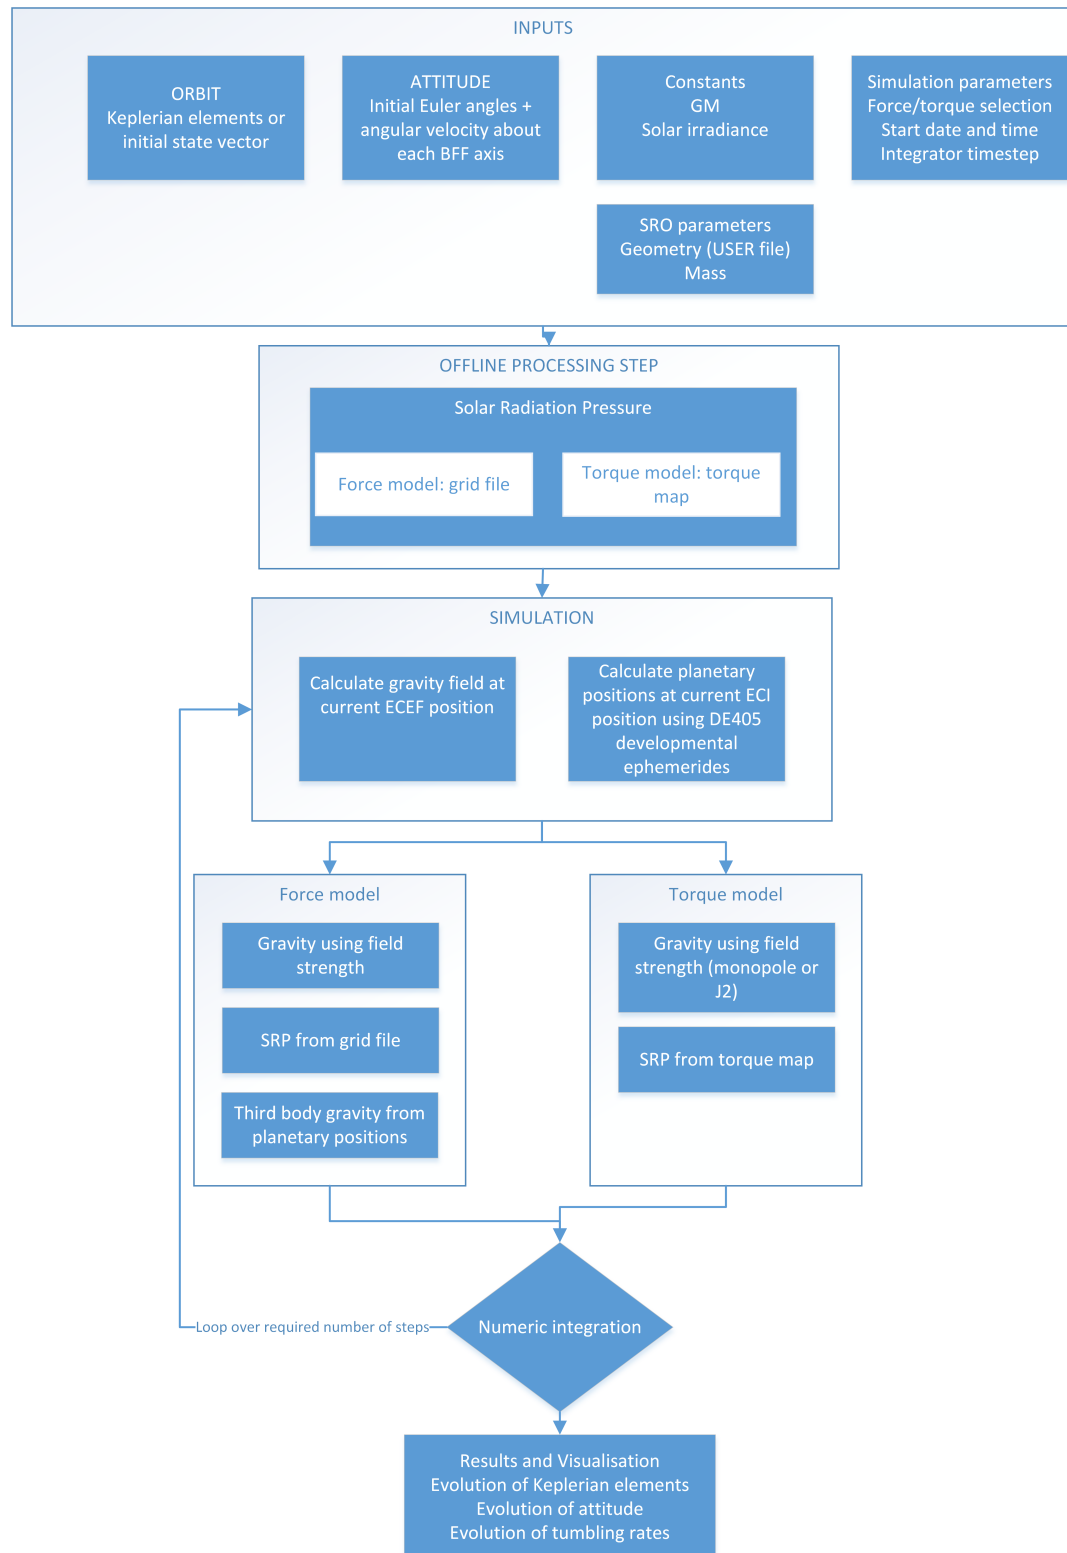 INPUTS
ORBIT
Keplerian elements or
initial state vector
ATTITUDE
Initial Euler angles +
angular velocity about
each BFF axis
Constants
GM
Solar irradiance
Simulation parameters
Force/torque selection
Start date and time
Integrator timestep
SRO parameters
Geometry (USER file)
Mass
OFFLINE PROCESSING STEP
Solar Radiation Pressure
Force model: grid file
Torque model: torque
map
SIMULATION
Calculate gravity field at
current ECEF position
Calculate planetary
positions at current ECI
position using DE405
developmental
ephemerides
Force model
Gravity using field
strength
SRP from grid file
Third body gravity from
planetary positions
Torque model
Gravity using field
strength (monopole or
J2)
SRP from torque map
Loop over required number of steps
Numeric integration
Results and Visualisation
Evolution of Keplerian elements
Evolution of attitude
Evolution of tumbling rates